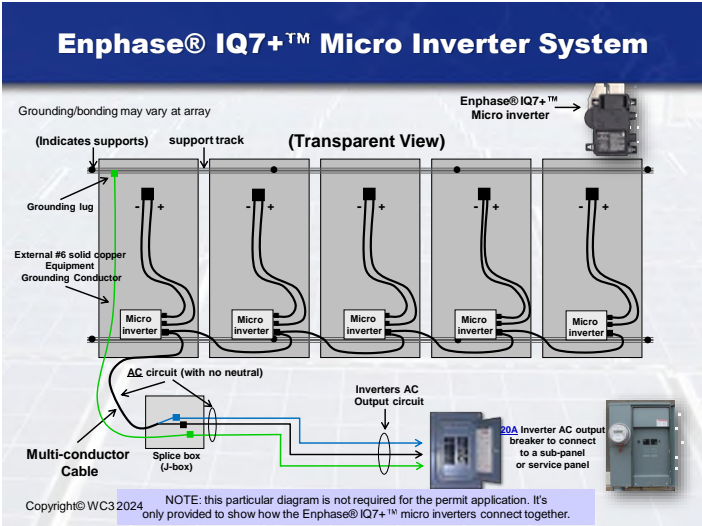 Enphase® IQ7+™ Micro Inverter System
Grounding/bonding may vary at array
Enphase® IQ7+™
Micro inverter
(Indicates supports)
support track
(Transparent View)
Grounding lug
- +
- +
- +
- +
- +
External #6 solid copper
Equipment
Grounding Conductor
Micro
inverter
Micro
inverter
Micro
inverter
Micro
inverter
Micro
inverter
AC circuit (with no neutral)
Inverters AC
Output circuit
20A Inverter AC output
breaker to connect
to a sub-panel
or service panel
Multi-conductor
Cable
Splice box
(J-box)
Copyright© WC3 2024
NOTE: this particular diagram is not required for the permit application. It's
only provided to show how the Enphase® IQ7+™ micro inverters connect together.